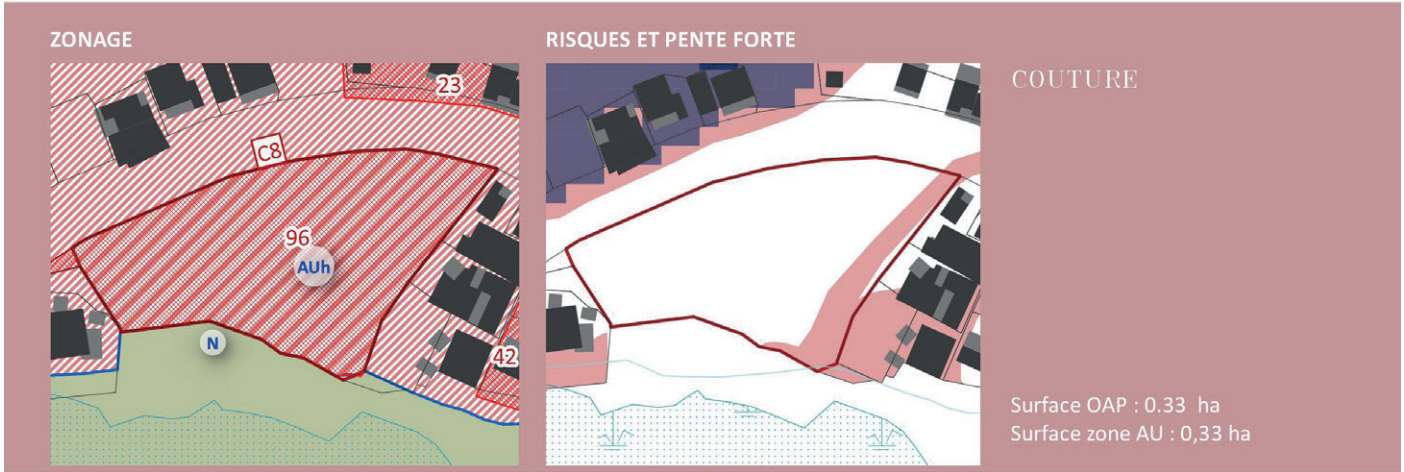 ZONAGE
RISQUES ET PENTE FORTE
COUTURE
23
C8
96
AUh
N
42
Surface OAP : 0.33 ha
Surface zone AU : 0,33 ha